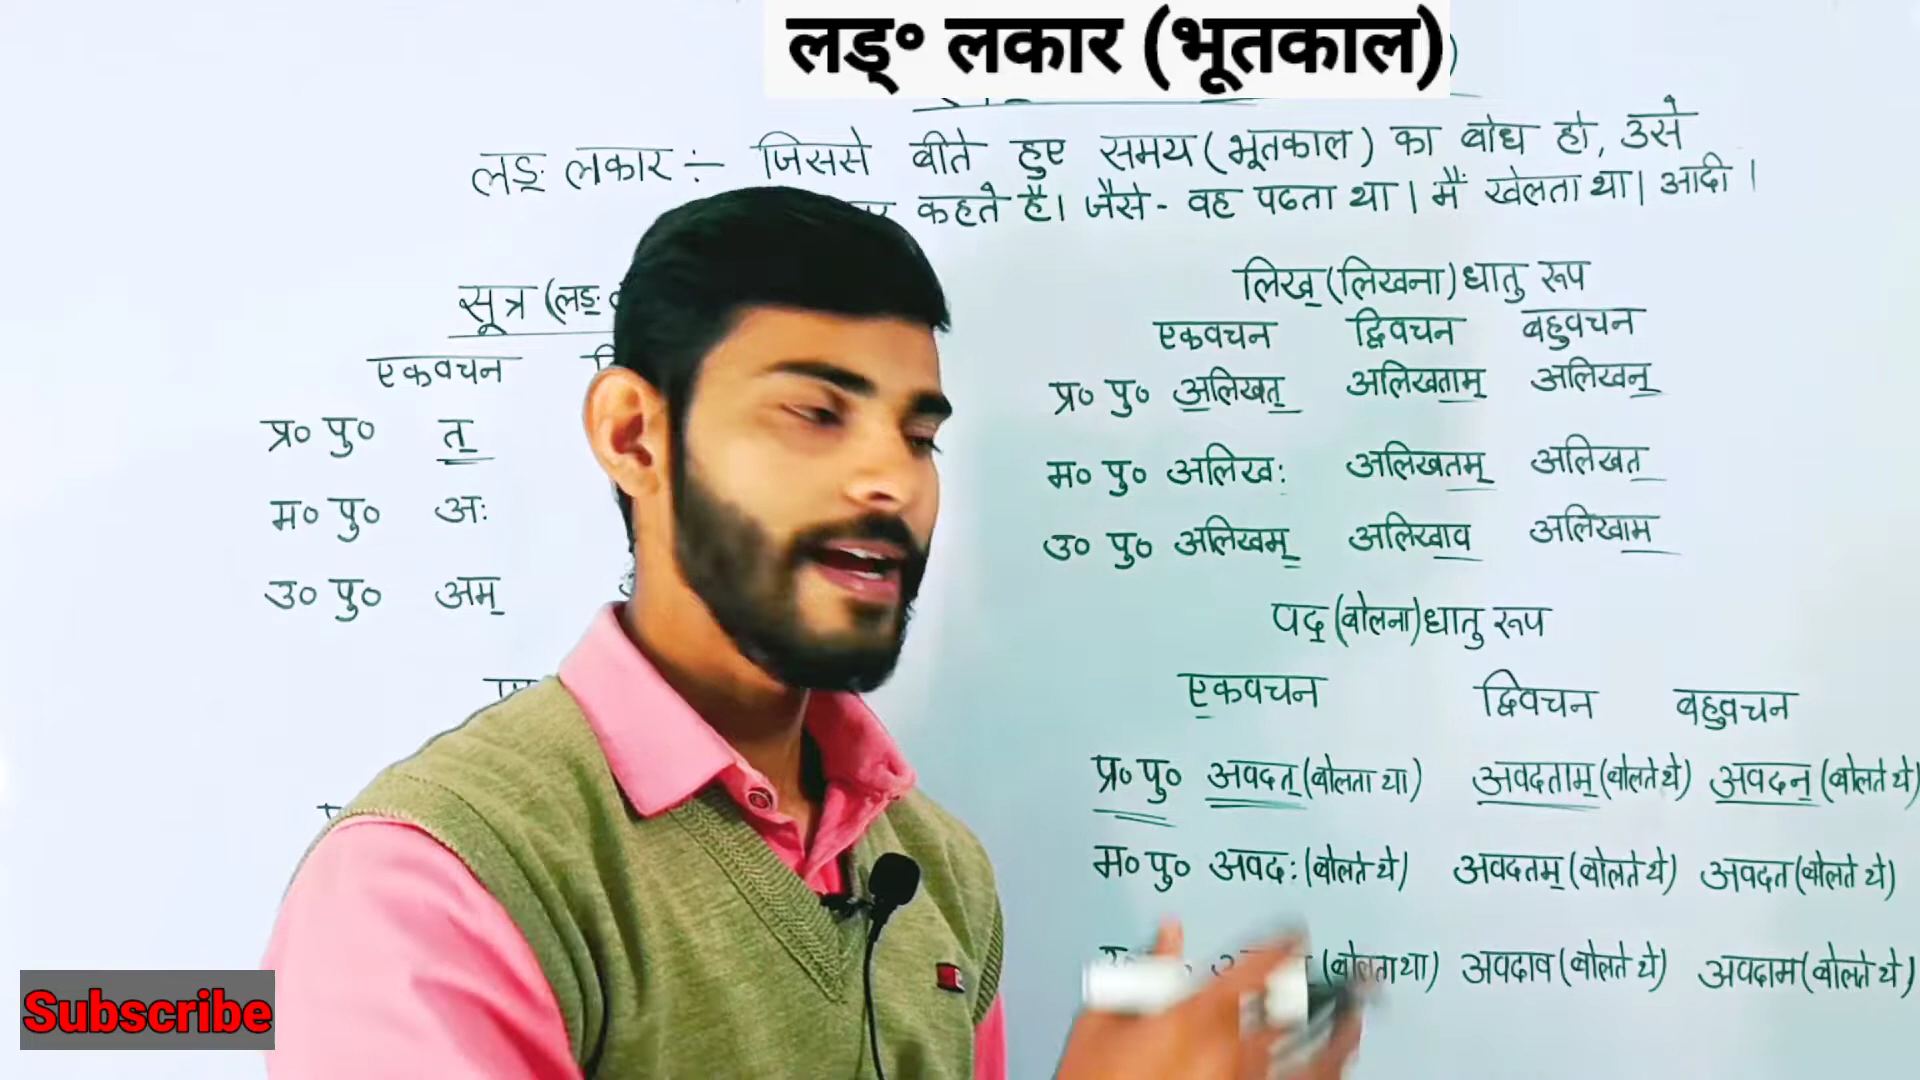 लड्॰ लकार (भूतकाल)
लङ् लकार ÷ जिससे बीते हुए समय (भूतकाल) का बोध हो, उसे
कहते है। जैसे - वह पढता था। मैं खेलता था। आदी।
सूत्र (लङ्
एकवचन
प्र० पु० त्
म० पु० अः
उ० पु० अम्
लिख् (लिखना) धातु रूप
एकवचन द्विवचन बहुवचन
प्र० पु० अलिखत् अलिखताम् अलिखन्
म० पु० अलिखः अलिखतम् अलिखत
उ० पु० अलिखम् अलिखाव अलिखाम
पद् (बोलना) धातु रूप
एकवचन द्विवचन बहुवचन
प्र० पु० अवदत् (बोलता था) अवदताम् (बोलते थे) अवदन् (बोलते थे)
म० पु० अवदः (बोलते थे) अवदतम् (बोलते थे) अवदत (बोलते थे)
(बोलता था) अवदाव (बोलते थे) अवदाम (बोलते थे)
Subscribe